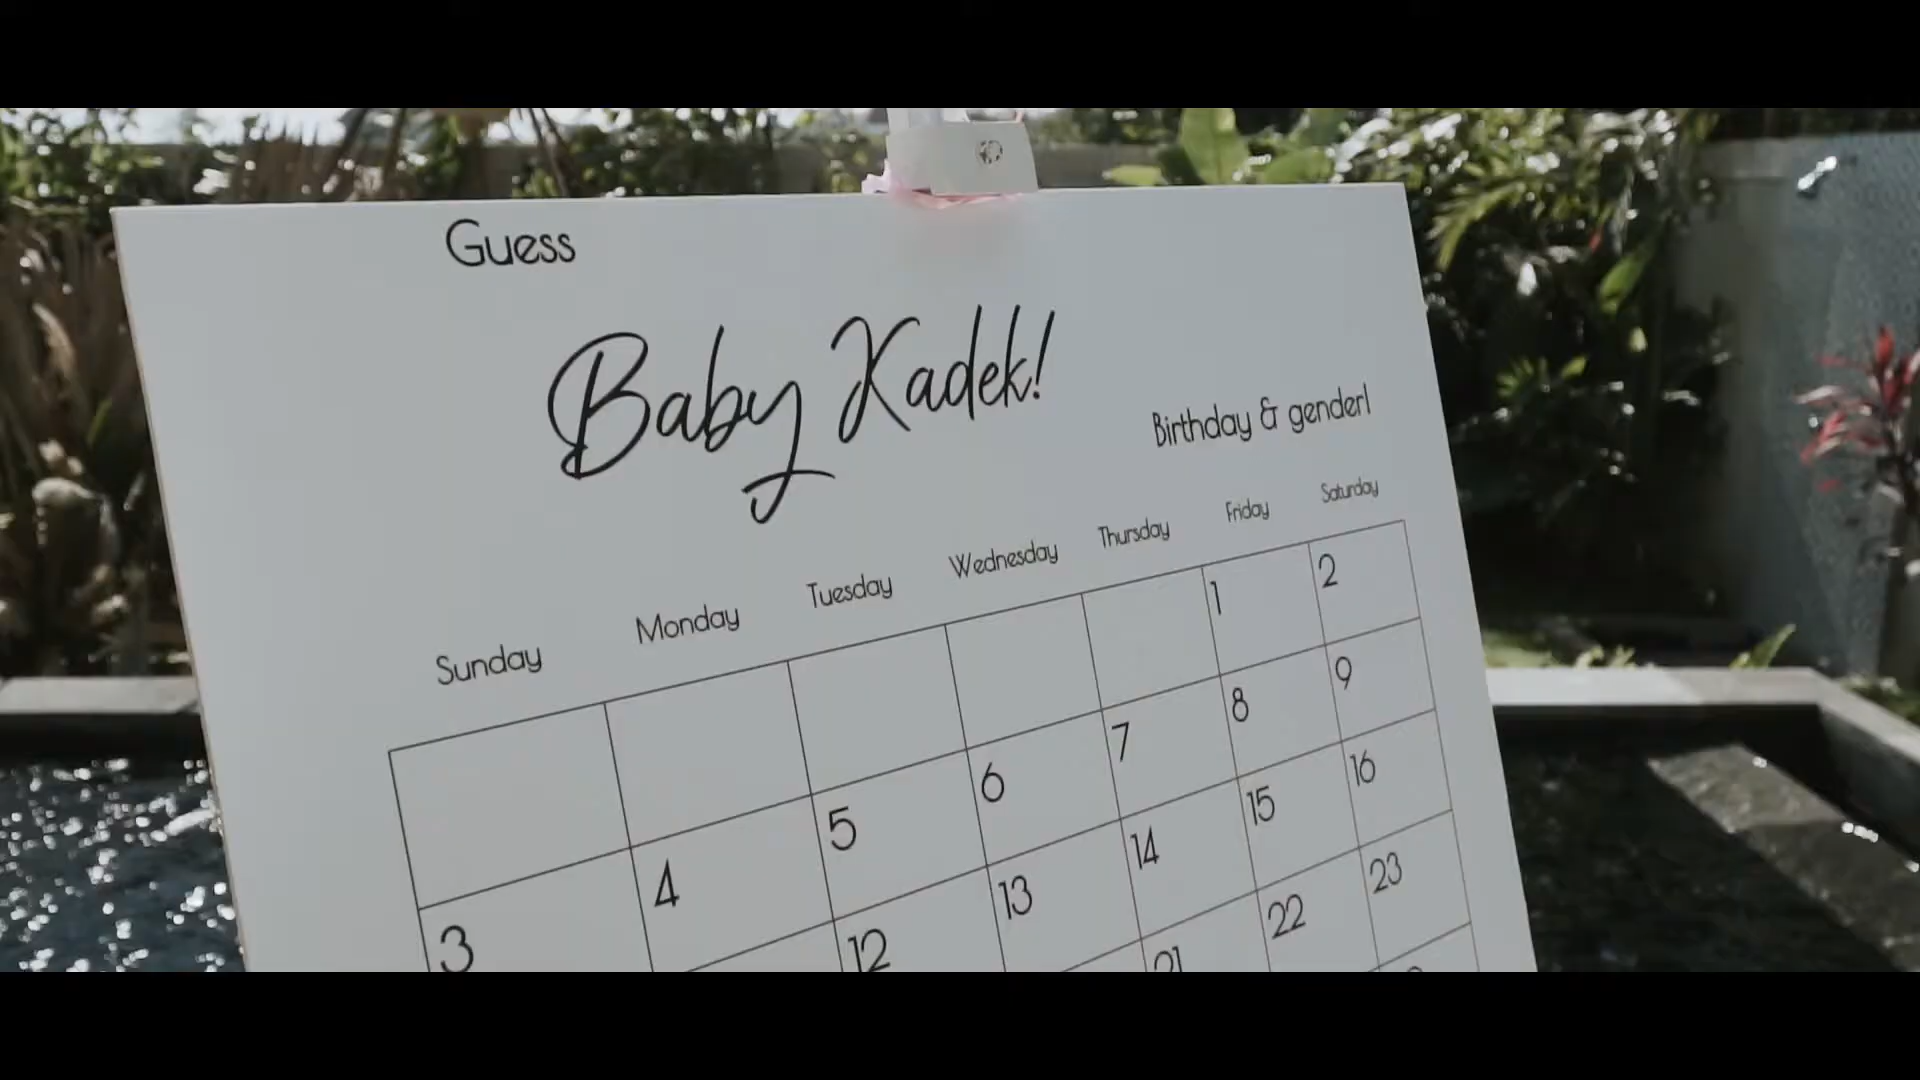 Guess
Baby Kadek!
Birthday & gender!
Sunday Monday Tuesday Wednesday Thursday Friday Saturday
1 2
3 4 5 6 7 8 9
12 13 14 15 16
21 22 23